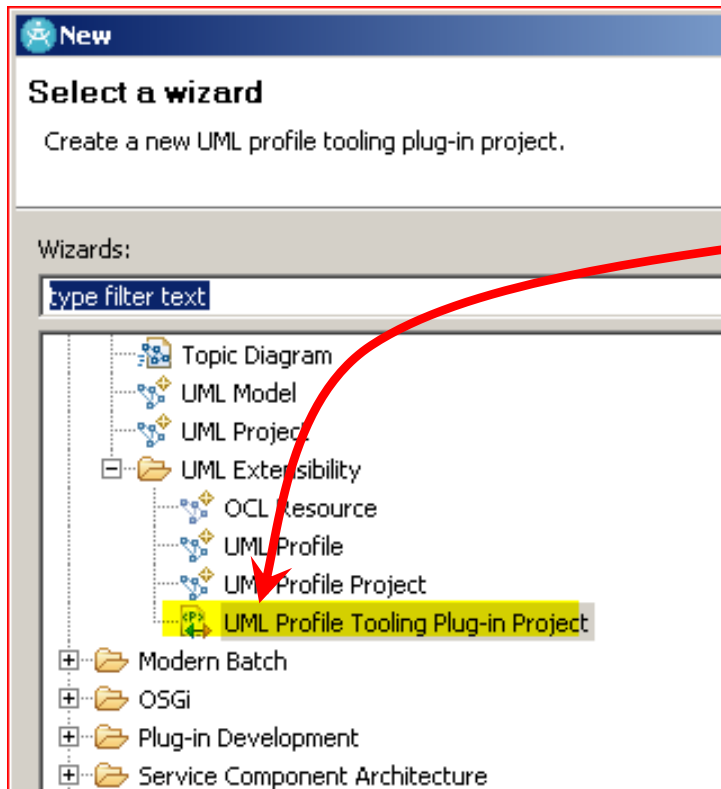 New
Select a wizard
Create a new UML profile tooling plug-in project.
Wizards:
type filter text
Topic Diagram
UML Model
UML Project
UML Extensibility
OCL Resource
UML Profile
UML Profile Project
<P>
UML Profile Tooling Plug-in Project
Modern Batch
OSGi
Plug-in Development
Service Component Architecture